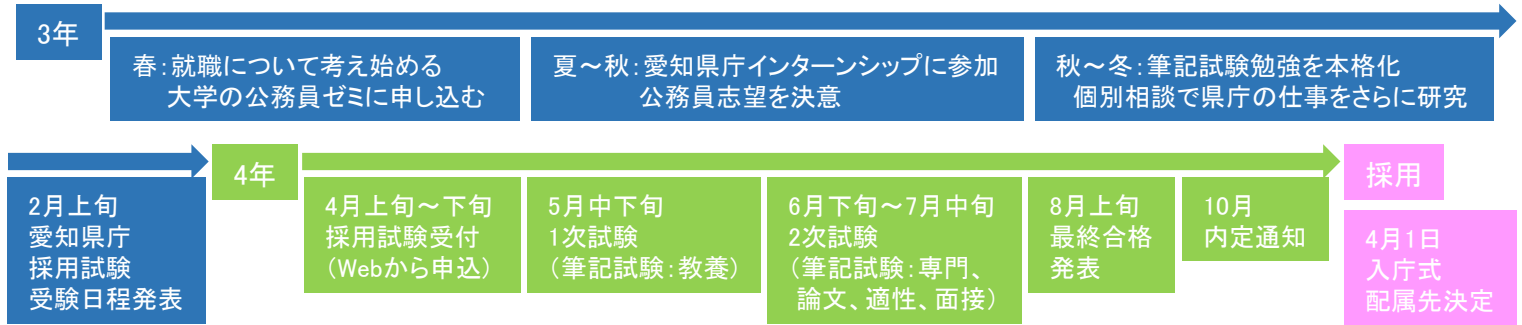 3年
春：就職について考え始める
大学の公務員ゼミに申し込む
夏～秋：愛知県庁インターンシップに参加
公務員志望を決意
秋～冬：筆記試験勉強を本格化
個別相談で県庁の仕事をさらに研究
2月上旬
愛知県庁
採用試験
受験日程発表
4年
4月上旬～下旬
採用試験受付
（Webから申込）
5月中下旬
1次試験
（筆記試験：教養）
6月下旬～7月中旬
2次試験
（筆記試験：専門、
論文、適性、面接）
8月上旬
最終合格
発表
10月
内定通知
採用
4月1日
入庁式
配属先決定